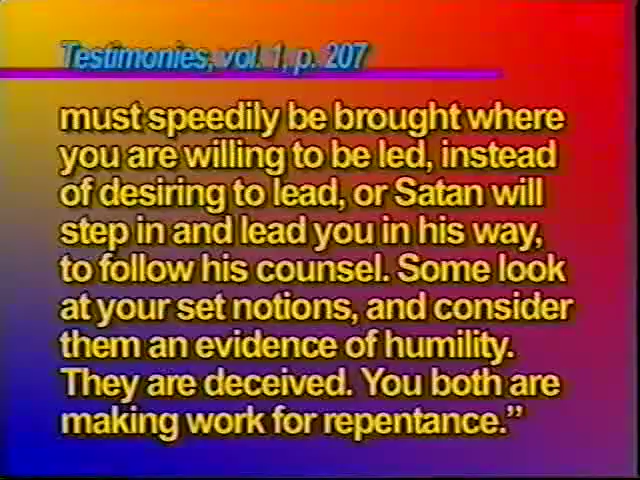 Testimonies, vol. 1, p. 207
must speedily be brought where
you are willing to be led, instead
of desiring to lead, or Satan will
step in and lead you in his way,
to follow his counsel. Some look
at your set notions, and consider
them an evidence of humility.
They are deceived. You both are
making work for repentance.”